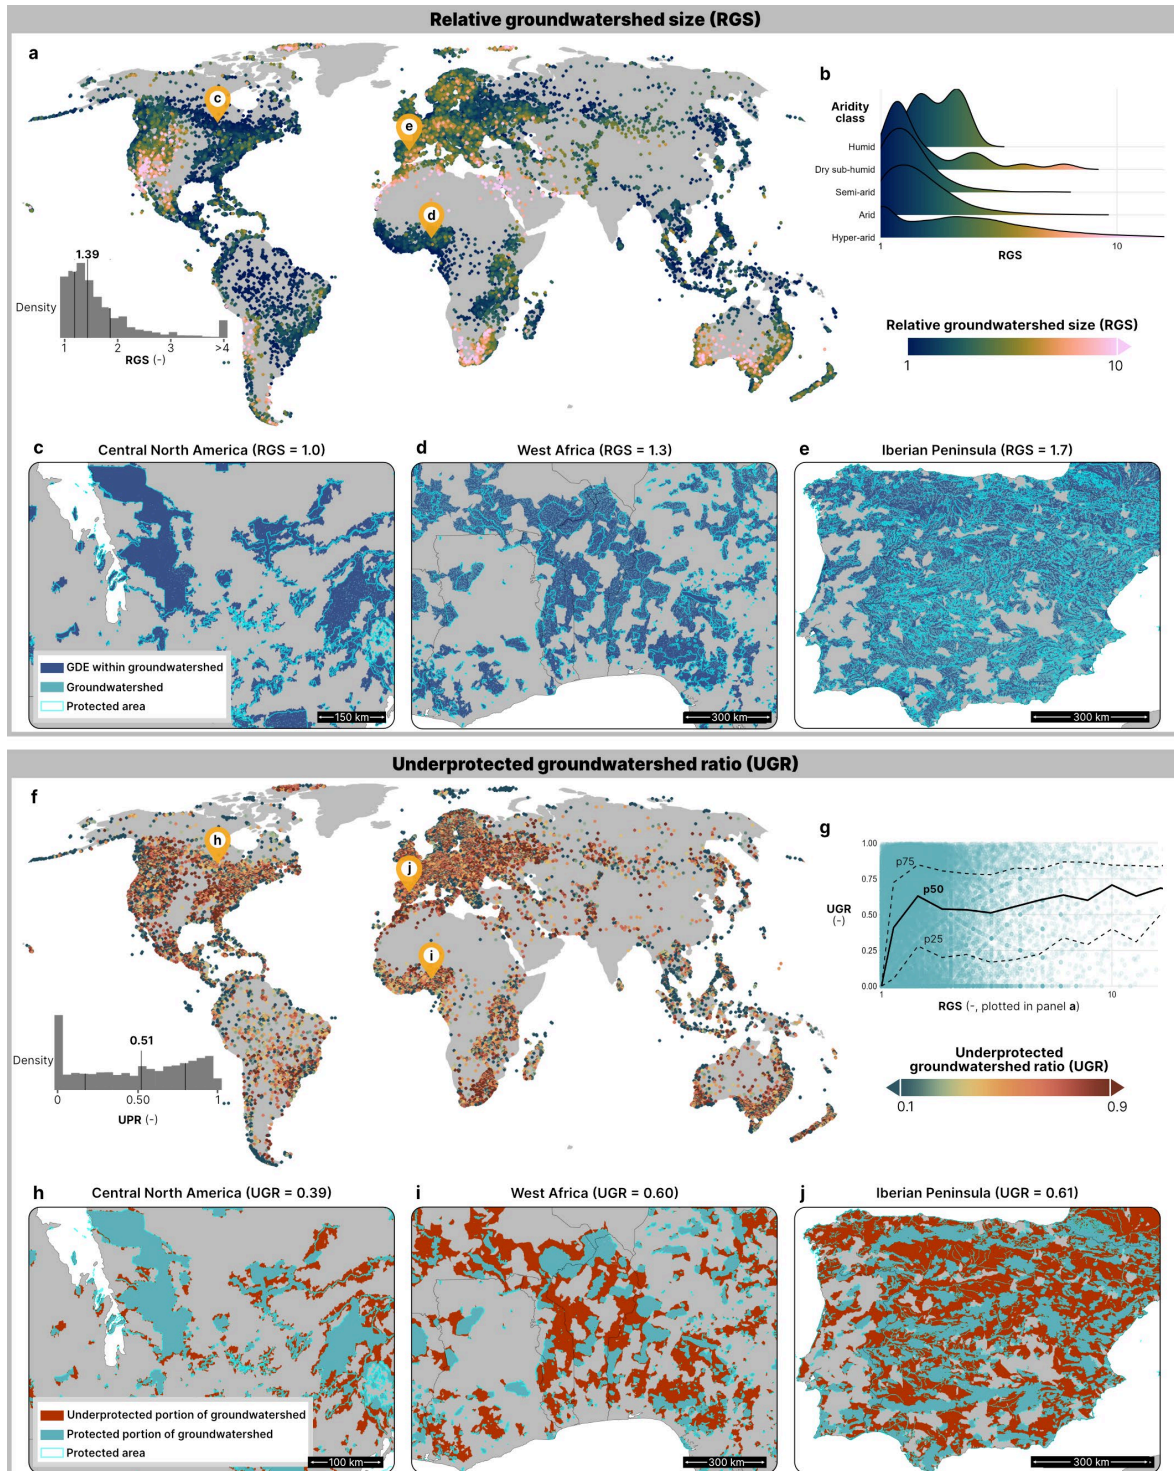 Relative groundwatershed size (RGS)
a
c
e
d
1.39
Density
1 2 3 >4
RGS (-)
b
Aridity
class
Humid
Dry sub-humid
Semi-arid
Arid
Hyper-arid
1 10
RGS
Relative groundwatershed size (RGS)
1 10
c Central North America (RGS = 1.0)
GDE within groundwatershed
Groundwatershed
Protected area
150 km
d West Africa (RGS = 1.3)
300 km
e Iberian Peninsula (RGS = 1.7)
300 km
Underprotected groundwatershed ratio (UGR)
f
h
j
i
0.51
Density
0 0.50 1
UPR (-)
g
1.00
0.75
0.50
0.25
0.00
UGR
(-)
p75
p50
p25
1 10
RGS (-, plotted in panel a)
Underprotected
groundwatershed ratio (UGR)
0.1 0.9
h Central North America (UGR = 0.39)
Underprotected portion of groundwatershed
Protected portion of groundwatershed
Protected area
100 km
i West Africa (UGR = 0.60)
300 km
j Iberian Peninsula (UGR = 0.61)
300 km